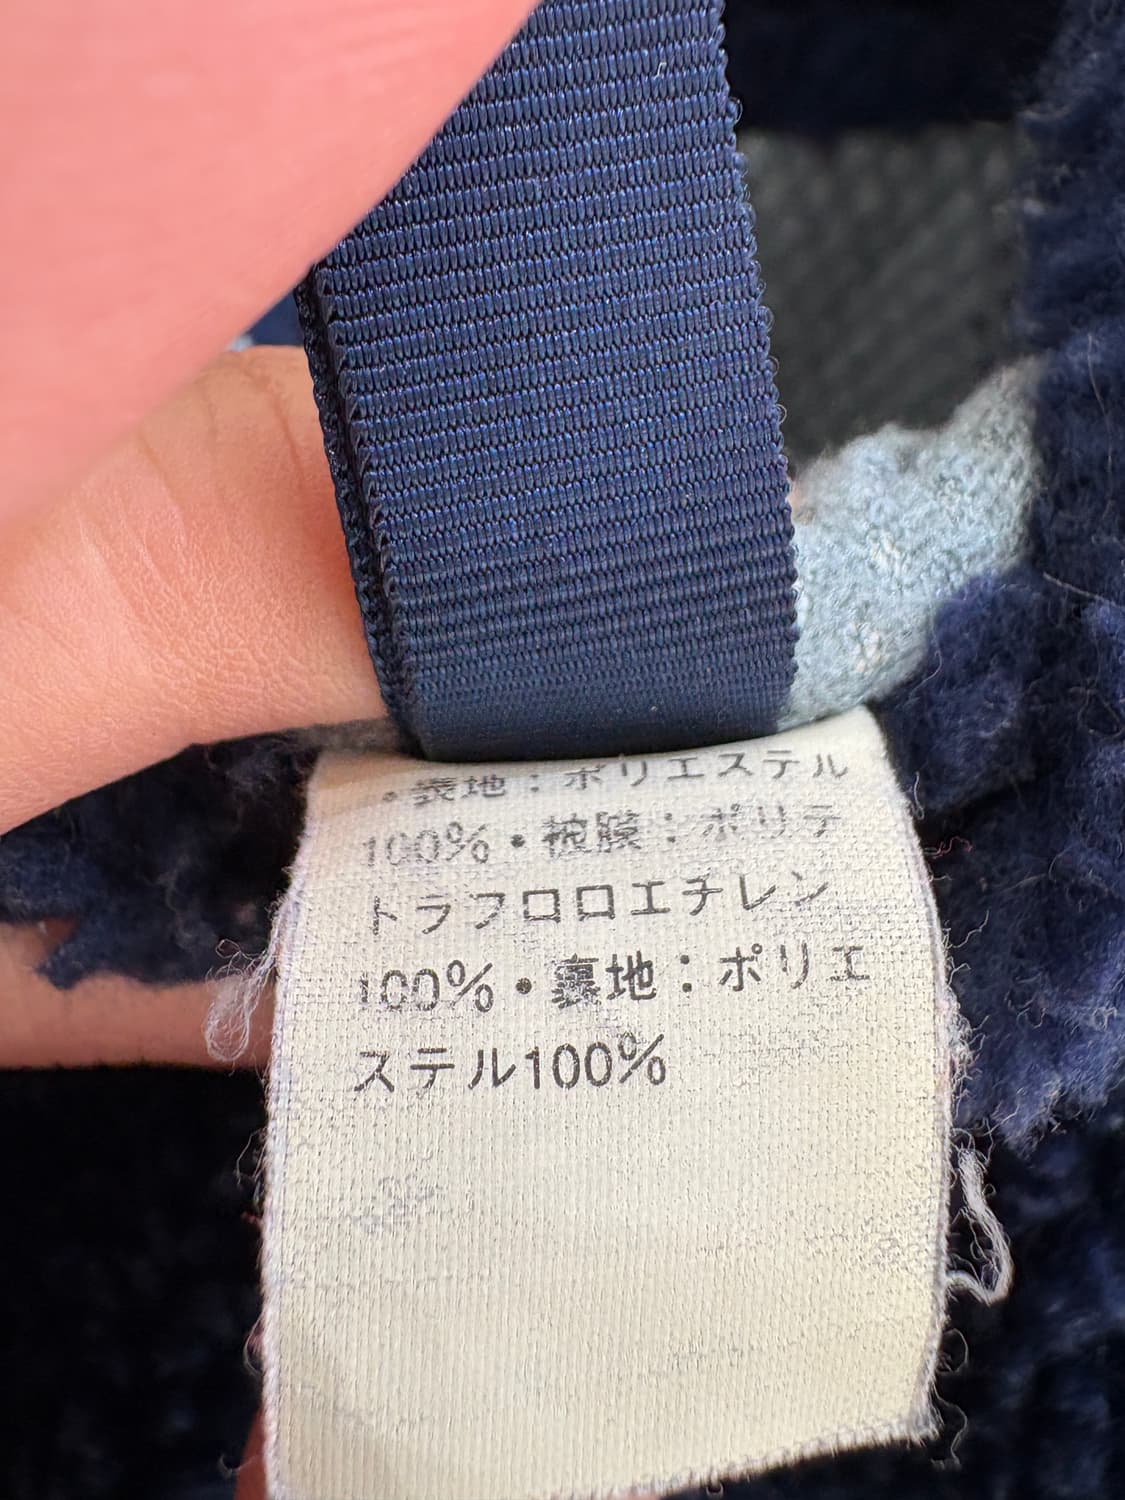 ・表地：ポリエステル
100%・被膜：ポリテ
トラフロロエチレン
100%・裏地：ポリエ
ステル100%